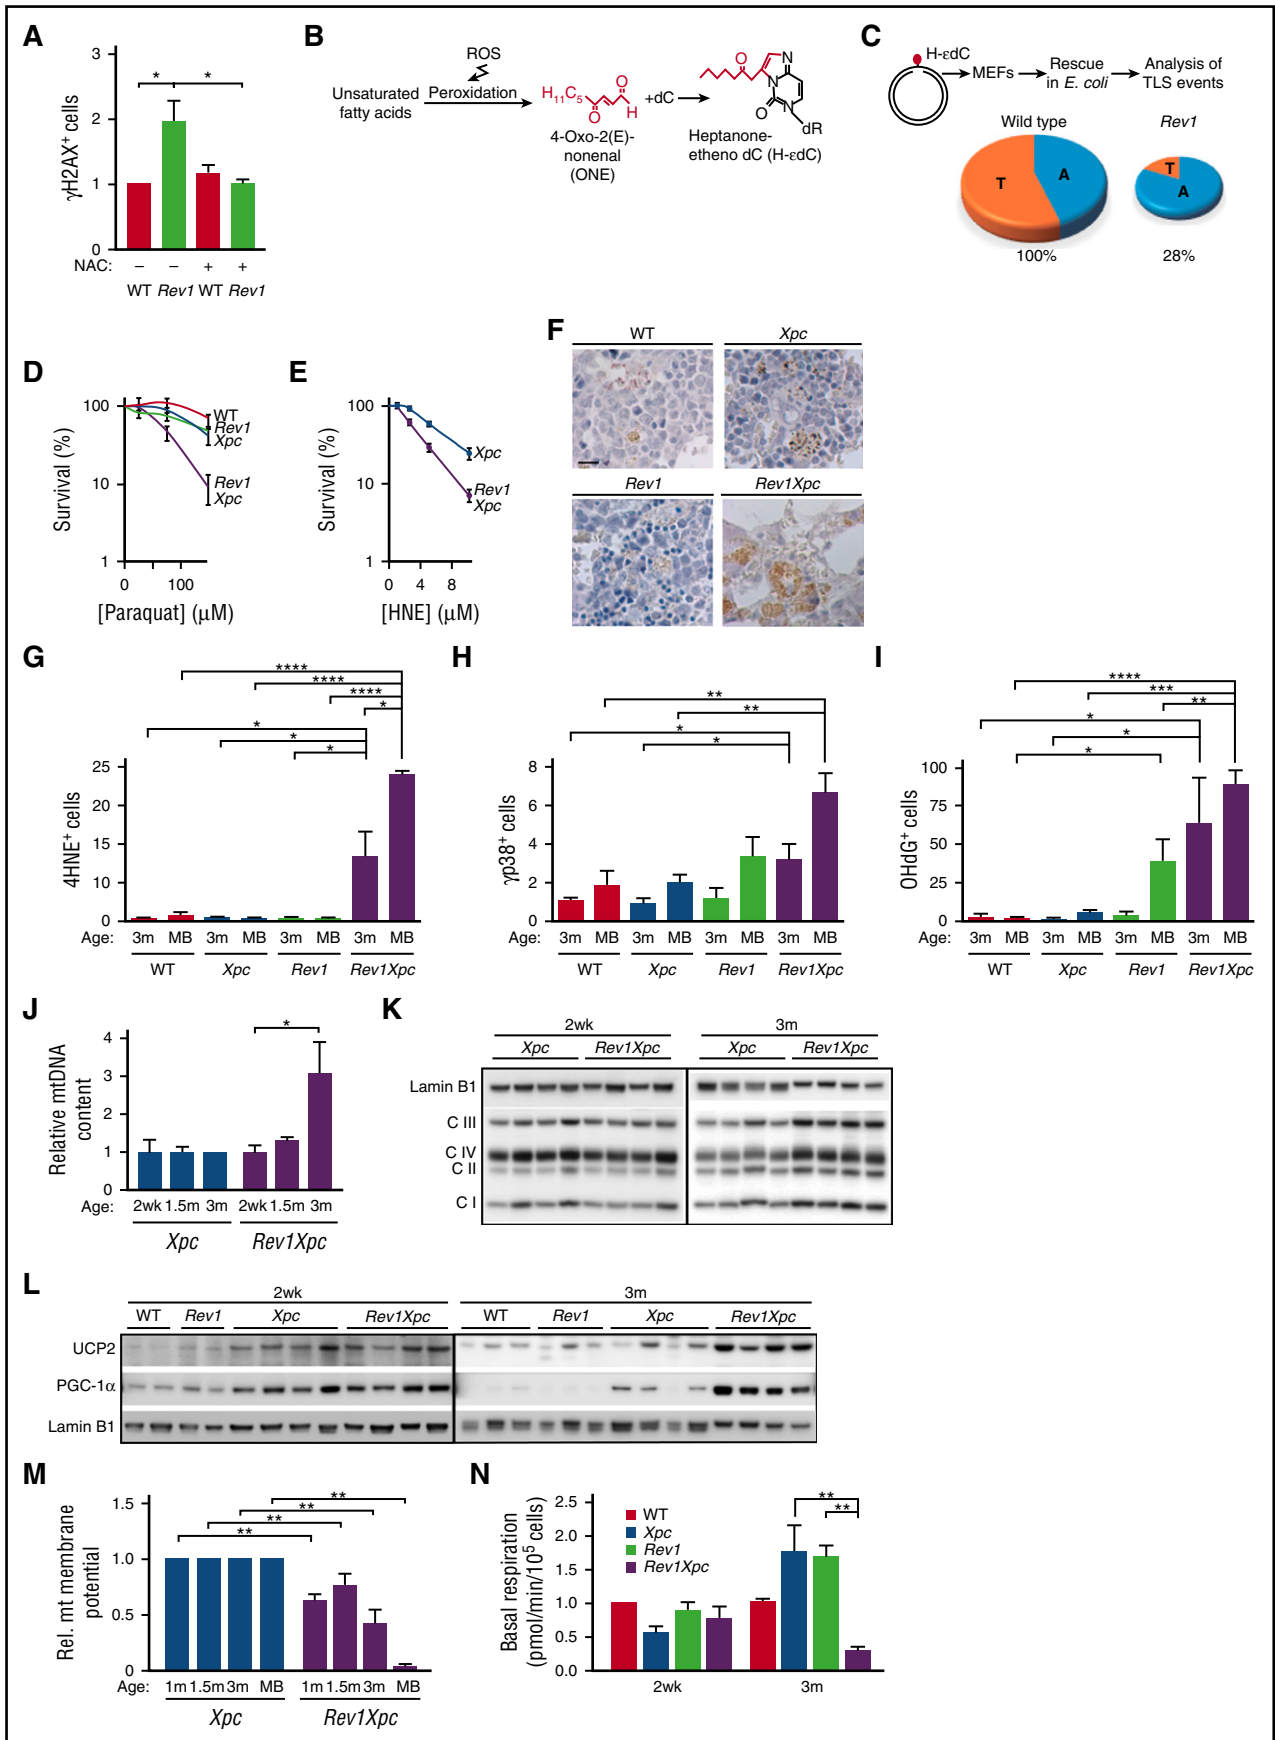 A
3
2
1
0
γH2AX⁺ cells
*
*
NAC: – – + +
WT Rev1 WT Rev1
B
ROS
Unsaturated
fatty acids
Peroxidation
H₁₁C₅
O
O
H
4-Oxo-2(E)-
nonenal
(ONE)
+dC
O
N
N
O
N
dR
Heptanone-
etheno dC (H-εdC)
C
H-εdC
MEFs
Rescue
in E. coli
Analysis of
TLS events
Wild type
Rev1
T
A
T
A
100%
28%
D
100
10
1
Survival (%)
WT
Rev1
Xpc
Rev1
Xpc
0 100
[Paraquat] (μM)
E
100
10
1
Survival (%)
Xpc
Rev1
Xpc
0 4 8
[HNE] (μM)
F
WT
Xpc
Rev1
Rev1Xpc
G
****
****
****
*
*
*
*
25
20
15
10
5
0
4HNE⁺ cells
Age: 3m MB 3m MB 3m MB 3m MB
WT Xpc Rev1 Rev1Xpc
H
**
**
*
*
8
6
4
2
0
γp38⁺ cells
Age: 3m MB 3m MB 3m MB 3m MB
WT Xpc Rev1 Rev1Xpc
I
****
***
**
*
*
*
100
75
50
25
0
OHdG⁺ cells
Age: 3m MB 3m MB 3m MB 3m MB
WT Xpc Rev1 Rev1Xpc
J
*
4
3
2
1
0
Relative mtDNA
content
Age: 2wk 1.5m 3m 2wk 1.5m 3m
Xpc Rev1Xpc
K
2wk 3m
Xpc Rev1Xpc Xpc Rev1Xpc
Lamin B1
C III
C IV
C II
C I
L
2wk 3m
WT Rev1 Xpc Rev1Xpc WT Rev1 Xpc Rev1Xpc
UCP2
PGC-1α
Lamin B1
M
**
**
**
**
1.5
1.0
0.5
0
Rel. mt membrane
potential
Age: 1m 1.5m 3m MB 1m 1.5m 3m MB
Xpc Rev1Xpc
N
2.5
2.0
1.5
1.0
0.5
0.0
Basal respiration
(pmol/min/10⁵ cells)
WT
Xpc
Rev1
Rev1Xpc
**
**
2wk 3m